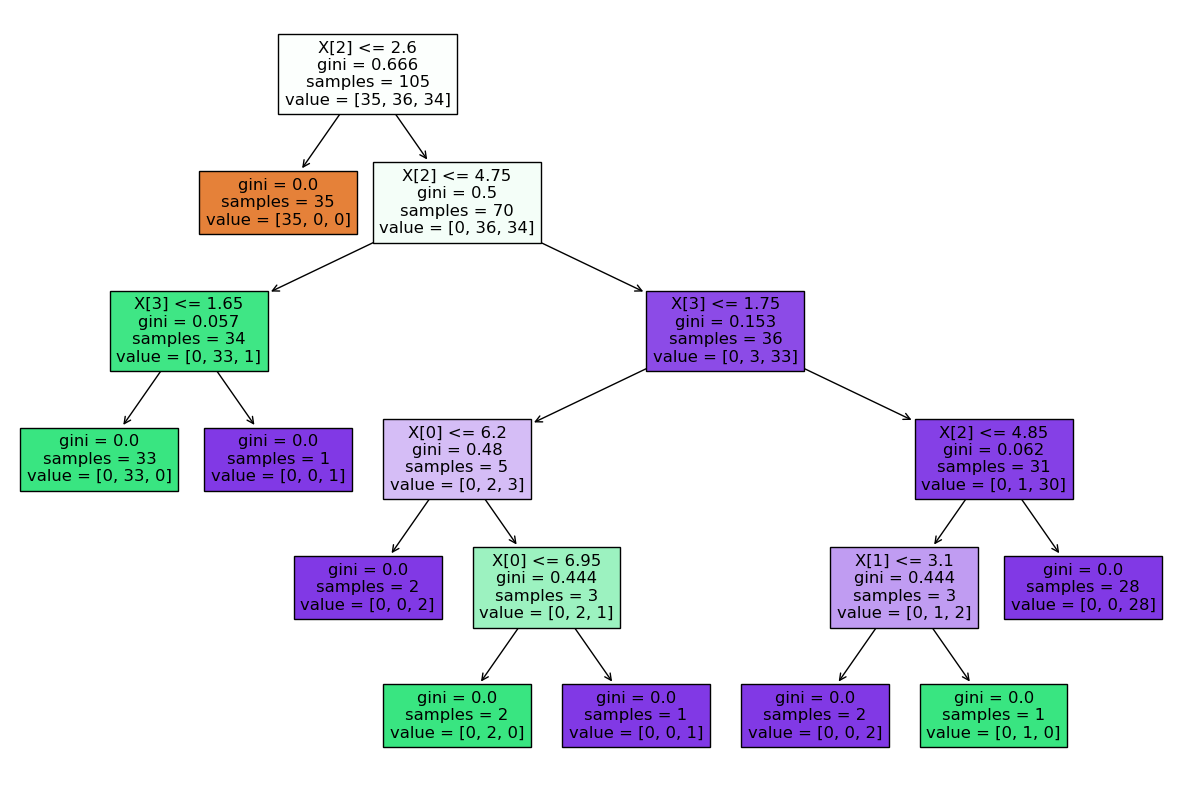 X[2] <= 2.6
gini = 0.666
samples = 105
value = [35, 36, 34]
gini = 0.0
samples = 35
value = [35, 0, 0]
X[2] <= 4.75
gini = 0.5
samples = 70
value = [0, 36, 34]
X[3] <= 1.65
gini = 0.057
samples = 34
value = [0, 33, 1]
X[3] <= 1.75
gini = 0.153
samples = 36
value = [0, 3, 33]
gini = 0.0
samples = 33
value = [0, 33, 0]
gini = 0.0
samples = 1
value = [0, 0, 1]
X[0] <= 6.2
gini = 0.48
samples = 5
value = [0, 2, 3]
X[2] <= 4.85
gini = 0.062
samples = 31
value = [0, 1, 30]
gini = 0.0
samples = 2
value = [0, 0, 2]
X[0] <= 6.95
gini = 0.444
samples = 3
value = [0, 2, 1]
X[1] <= 3.1
gini = 0.444
samples = 3
value = [0, 1, 2]
gini = 0.0
samples = 28
value = [0, 0, 28]
gini = 0.0
samples = 2
value = [0, 2, 0]
gini = 0.0
samples = 1
value = [0, 0, 1]
gini = 0.0
samples = 2
value = [0, 0, 2]
gini = 0.0
samples = 1
value = [0, 1, 0]